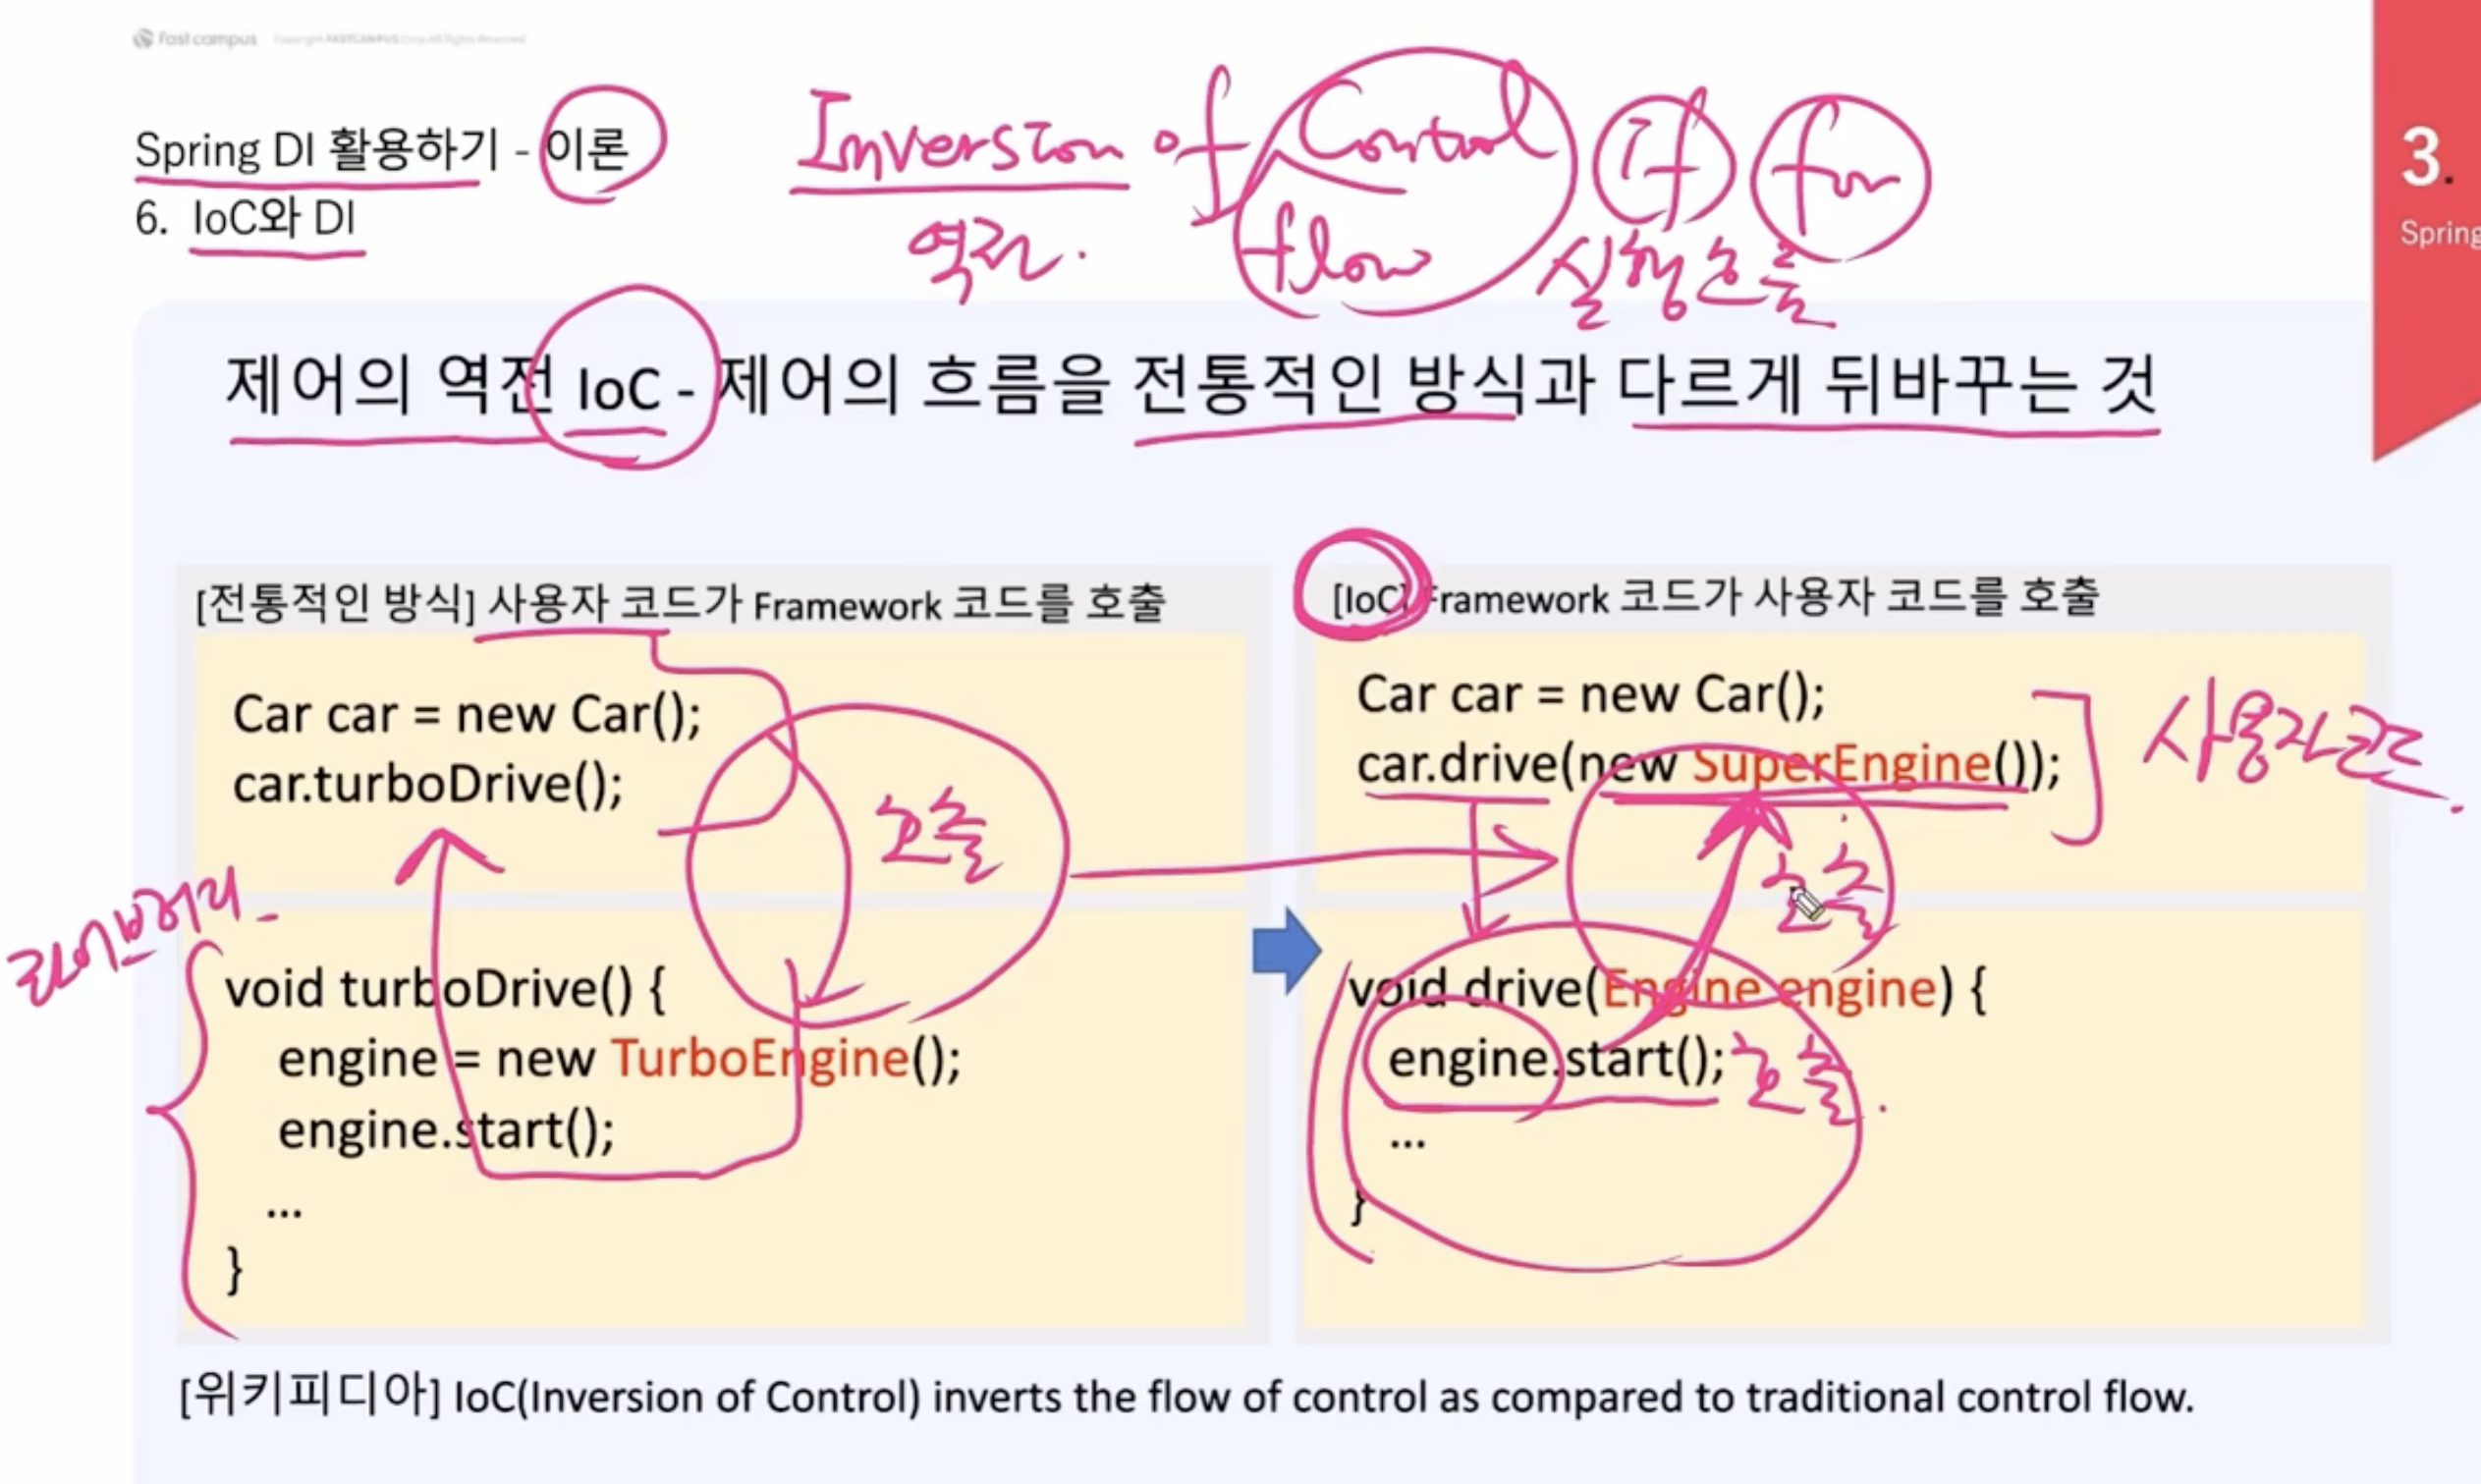 Fast campus Copyright FASTCAMPUS Corp. All Rights Reserved
Spring DI 활용하기 - 이론
6. IoC와 DI
Inversion of Control if for
역전. flow 실행흐름
3.
Spring
제어의 역전 IoC - 제어의 흐름을 전통적인 방식과 다르게 뒤바꾸는 것
[전통적인 방식] 사용자 코드가 Framework 코드를 호출
Car car = new Car();
car.turboDrive();
호출
라이브러리
void turboDrive() {
engine = new TurboEngine();
engine.start();
...
}
[IoC] Framework 코드가 사용자 코드를 호출
Car car = new Car();
car.drive(new SuperEngine());
사용자코드.
호출
void drive(Engine engine) {
engine.start(); 호출.
...
}
[위키피디아] IoC(Inversion of Control) inverts the flow of control as compared to traditional control flow.